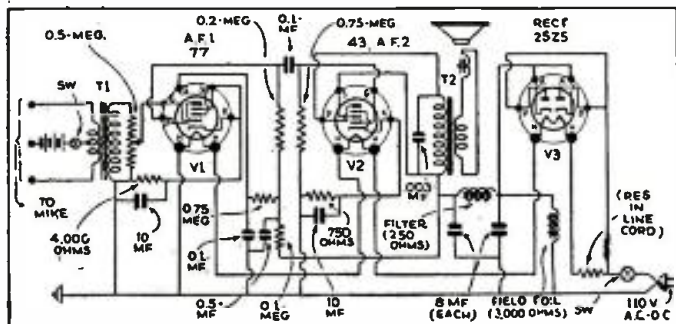 0.5-MEG.
SW
T1
A.F.1
77
V1
0.2-MEG
0.1-
MF
0.75-MEG
43 A.F.2
V2
T2
RECT
25Z5
V3
TO
MIKE
4,000
OHMS
10
MF
0.75
MEG
0.1-
MF
0.5-
MF
0.1-
MEG
750
OHMS
10
MF
.003
MF
FILTER
(250
OHMS)
8 MF
(EACH)
FIELD COIL
(3,000 OHMS)
(RES
IN
LINE
CORD)
SW
110 V
A.C.-D.C